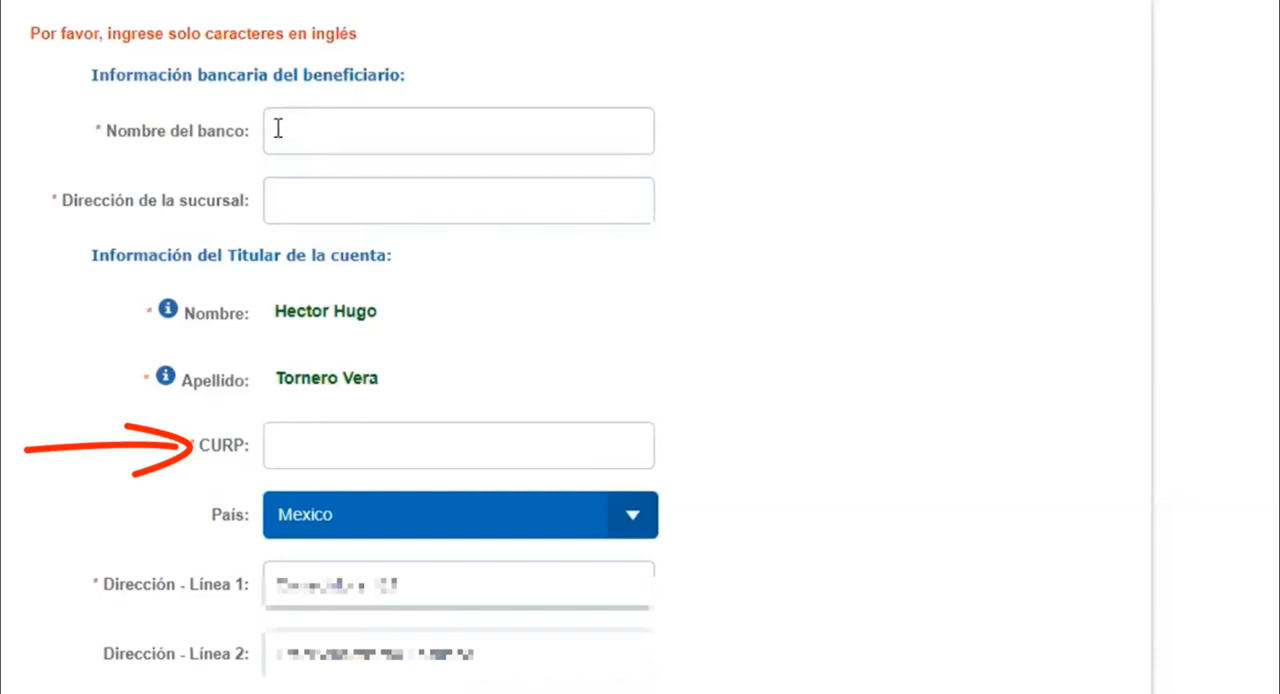 Por favor, ingrese solo caracteres en inglés
Información bancaria del beneficiario:
* Nombre del banco:
* Dirección de la sucursal:
Información del Titular de la cuenta:
* Nombre: Hector Hugo
* Apellido: Tornero Vera
* CURP:
País: Mexico
* Dirección - Línea 1:
Dirección - Línea 2: